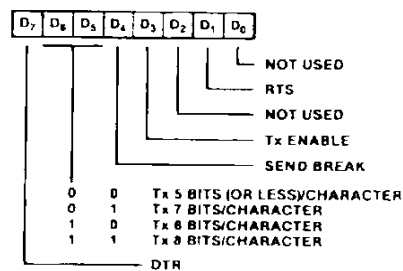 D7 D6 D5 D4 D3 D2 D1 D0
NOT USED
RTS
NOT USED
Tx ENABLE
SEND BREAK
0 0 Tx 5 BITS (OR LESS)/CHARACTER
0 1 Tx 7 BITS/CHARACTER
1 0 Tx 6 BITS/CHARACTER
1 1 Tx 8 BITS/CHARACTER
DTR